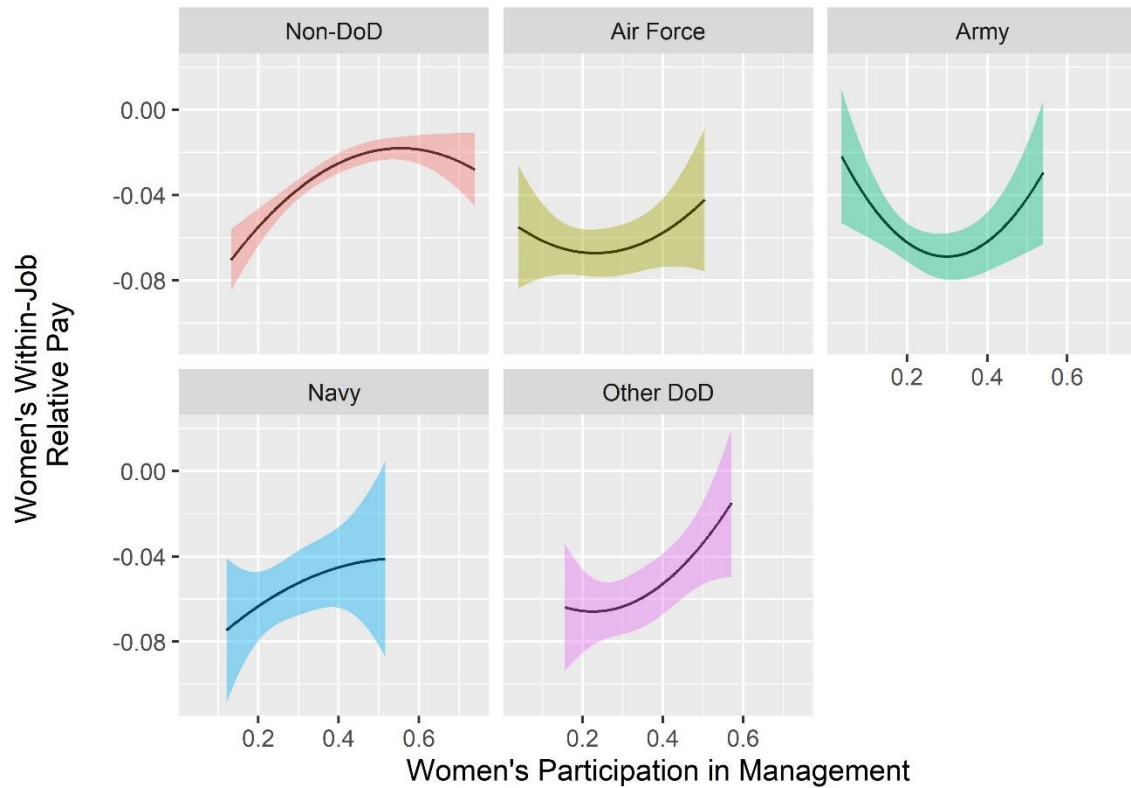 Non-DoD Air Force Army
0.00
-0.04
-0.08
0.2 0.4 0.6
Navy Other DoD
0.00
-0.04
-0.08
0.2 0.4 0.6 0.2 0.4 0.6
Women's Within-Job
Relative Pay
Women's Participation in Management